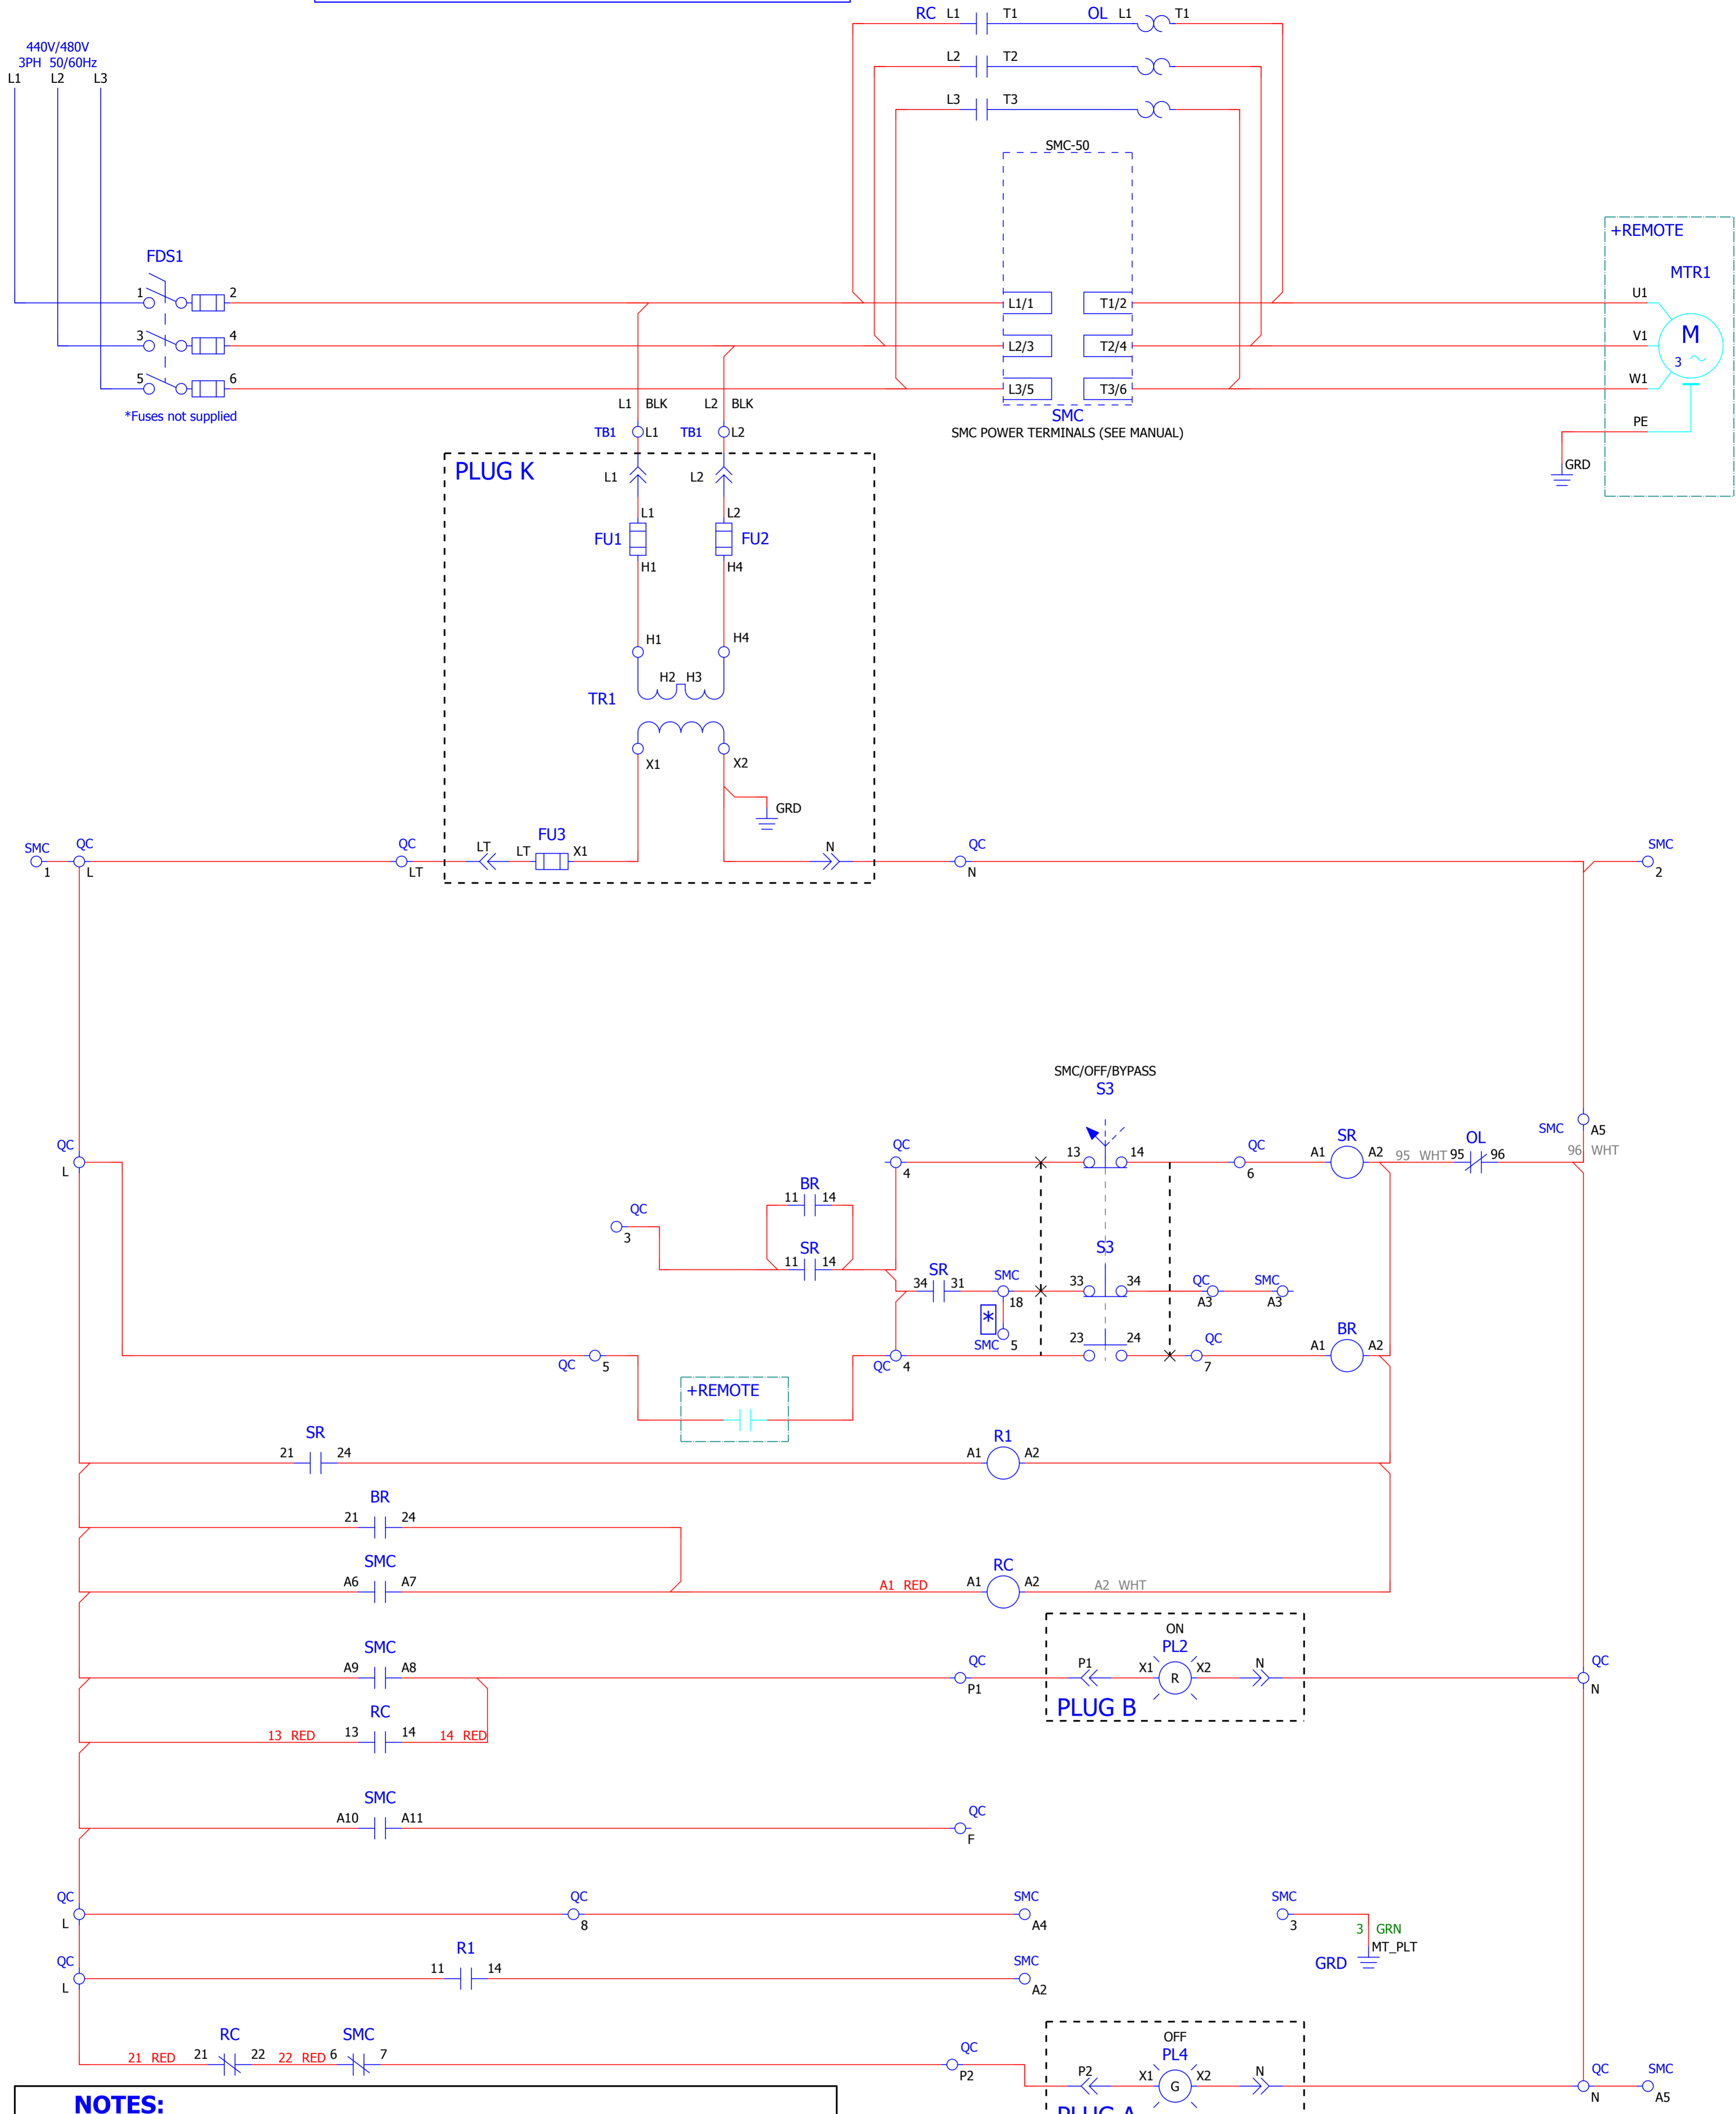 RC L1 T1 OL L1 T1
440V/480V
3PH 50/60Hz
L1 L2 L3
L2 T2
L3 T3
SMC-50
+REMOTE
MTR1
FDS1
1 2 L1/1 T1/2 U1
M
3
3 4 L2/3 T2/4 V1
5 6 L3/5 T3/6 W1
*Fuses not supplied
L1 BLK L2 BLK
SMC
SMC POWER TERMINALS (SEE MANUAL)
PE
TB1 L1 TB1 L2
GRD
PLUG K
L1 L2
L1 L2
FU1 FU2
H1 H4
H1 H4
H2 H3
TR1
X1 X2
GRD
SMC QC QC FU3 QC SMC
LT LT X1 N
1 L LT N 2
SMC/OFF/BYPASS
S3
SMC A5
QC QC 13 14 QC SR OL
A1 A2 95 WHT 95 96 96 WHT
L 4 6
BR
11 14
QC
3
SR S3
11 14
SR SMC QC SMC
34 31 33 34
18 A3 A3
*
SMC 5
23 24 QC BR
A1 A2
QC 5 QC 4 7
+REMOTE
SR R1
21 24 A1 A2
BR
21 24
SMC RC
A6 A7 A1 RED A1 A2 A2 WHT
ON
SMC PL2
A9 A8 QC P1 X1 R X2 N QC
P1 N
RC PLUG B
13 RED 13 14 14 RED
SMC
A10 A11 QC
F
QC QC SMC SMC
L 8 A4 3
3 GRN
MT_PLT
GRD
QC R1 SMC
11 14
L A2
OFF
RC SMC PL4
21 RED 21 22 22 RED 6 7 QC
P2 P2 X1 G X2 N QC SMC
N A5
NOTES:
PLUG A